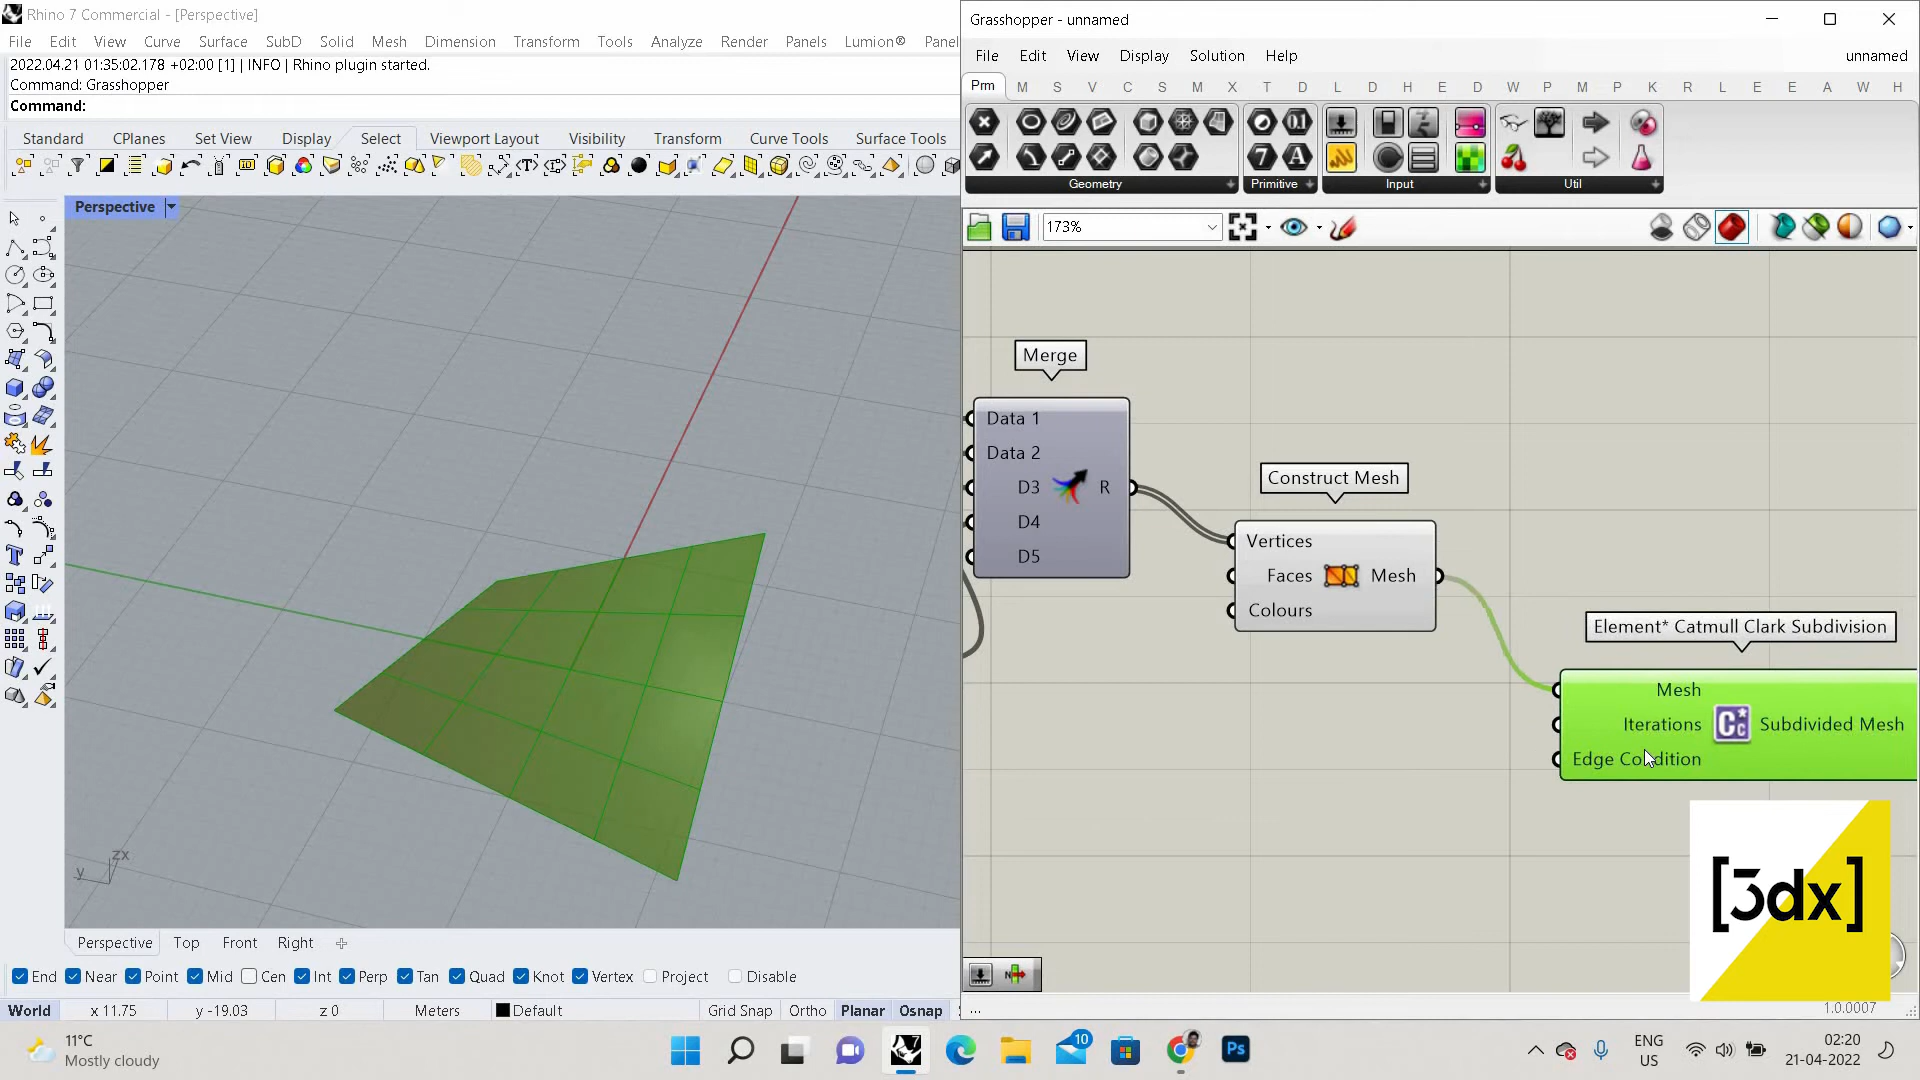 Rhino 7 Commercial - [Perspective]
File Edit View Curve Surface SubD Solid Mesh Dimension Transform Tools Analyze Render Panels Lumion® Panel
2022.04.21 01:35:02.178 +02:00 [1] | INFO | Rhino plugin started.
Command: Grasshopper
Command:
Standard CPlanes Set View Display Select Viewport Layout Visibility Transform Curve Tools Surface Tools
Perspective
zx
y
Perspective Top Front Right
End Near Point Mid Cen Int Perp Tan Quad Knot Vertex Project Disable
World x 11.75 y -19.03 z 0 Meters Default Grid Snap Ortho Planar Osnap
Grasshopper - unnamed
File Edit View Display Solution Help unnamed
Prm M S V C S M X T D L D H E D W P M P K R L E E A W H
Geometry Primitive Input Util
173%
Merge
Data 1
Data 2
D3 R
D4
D5
Construct Mesh
Vertices
Faces Mesh
Colours
Element* Catmull Clark Subdivision
Mesh
Iterations Subdivided Mesh
Edge Condition
[3dx]
...
1.0.0007
11°C
Mostly cloudy
10
Ps
ENG
US
02:20
21-04-2022